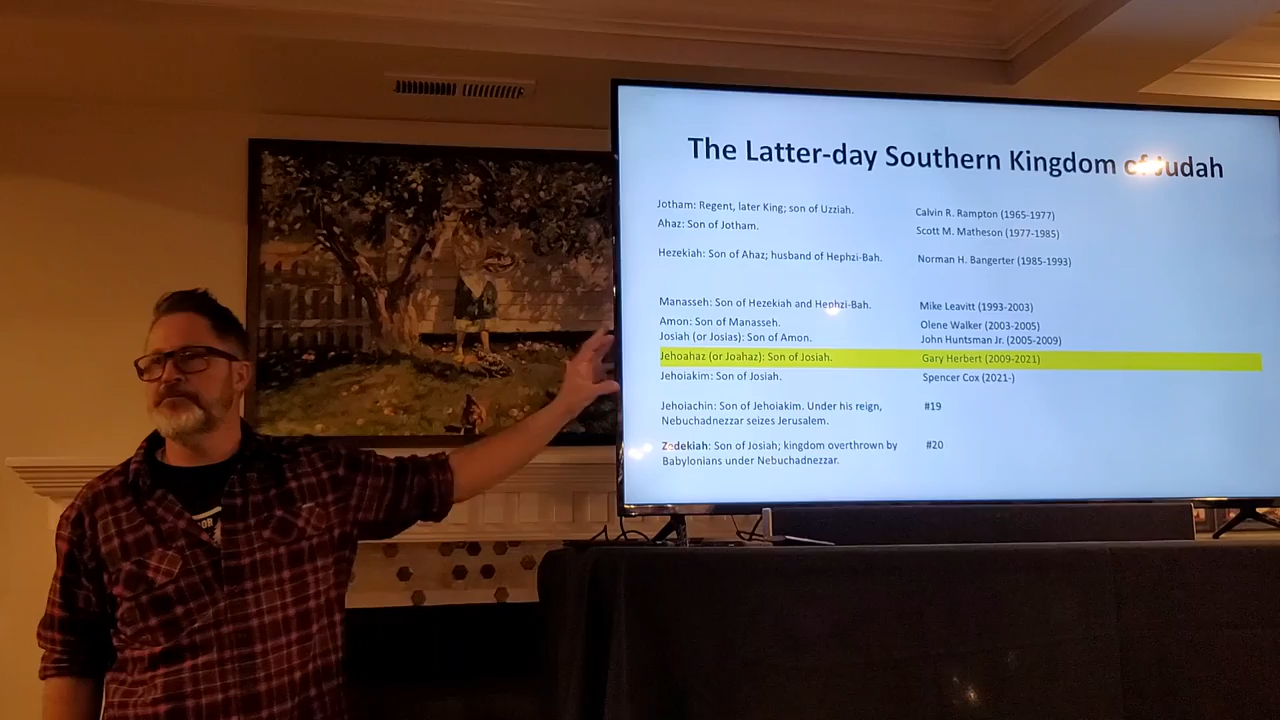 The Latter-day Southern Kingdom of Judah
Jotham: Regent, later King; son of Uzziah. Calvin R. Rampton (1965-1977)
Ahaz: Son of Jotham. Scott M. Matheson (1977-1985)
Hezekiah: Son of Ahaz; husband of Hephzi-Bah. Norman H. Bangerter (1985-1993)
Manasseh: Son of Hezekiah and Hephzi-Bah. Mike Leavitt (1993-2003)
Amon: Son of Manasseh. Olene Walker (2003-2005)
Josiah (or Josias): Son of Amon. John Huntsman Jr. (2005-2009)
Jehoahaz (or Joahaz): Son of Josiah. Gary Herbert (2009-2021)
Jehoiakim: Son of Josiah. Spencer Cox (2021-)
Jehoiachin: Son of Jehoiakim. Under his reign, #19
Nebuchadnezzar seizes Jerusalem.
Zedekiah: Son of Josiah; kingdom overthrown by #20
Babylonians under Nebuchadnezzar.